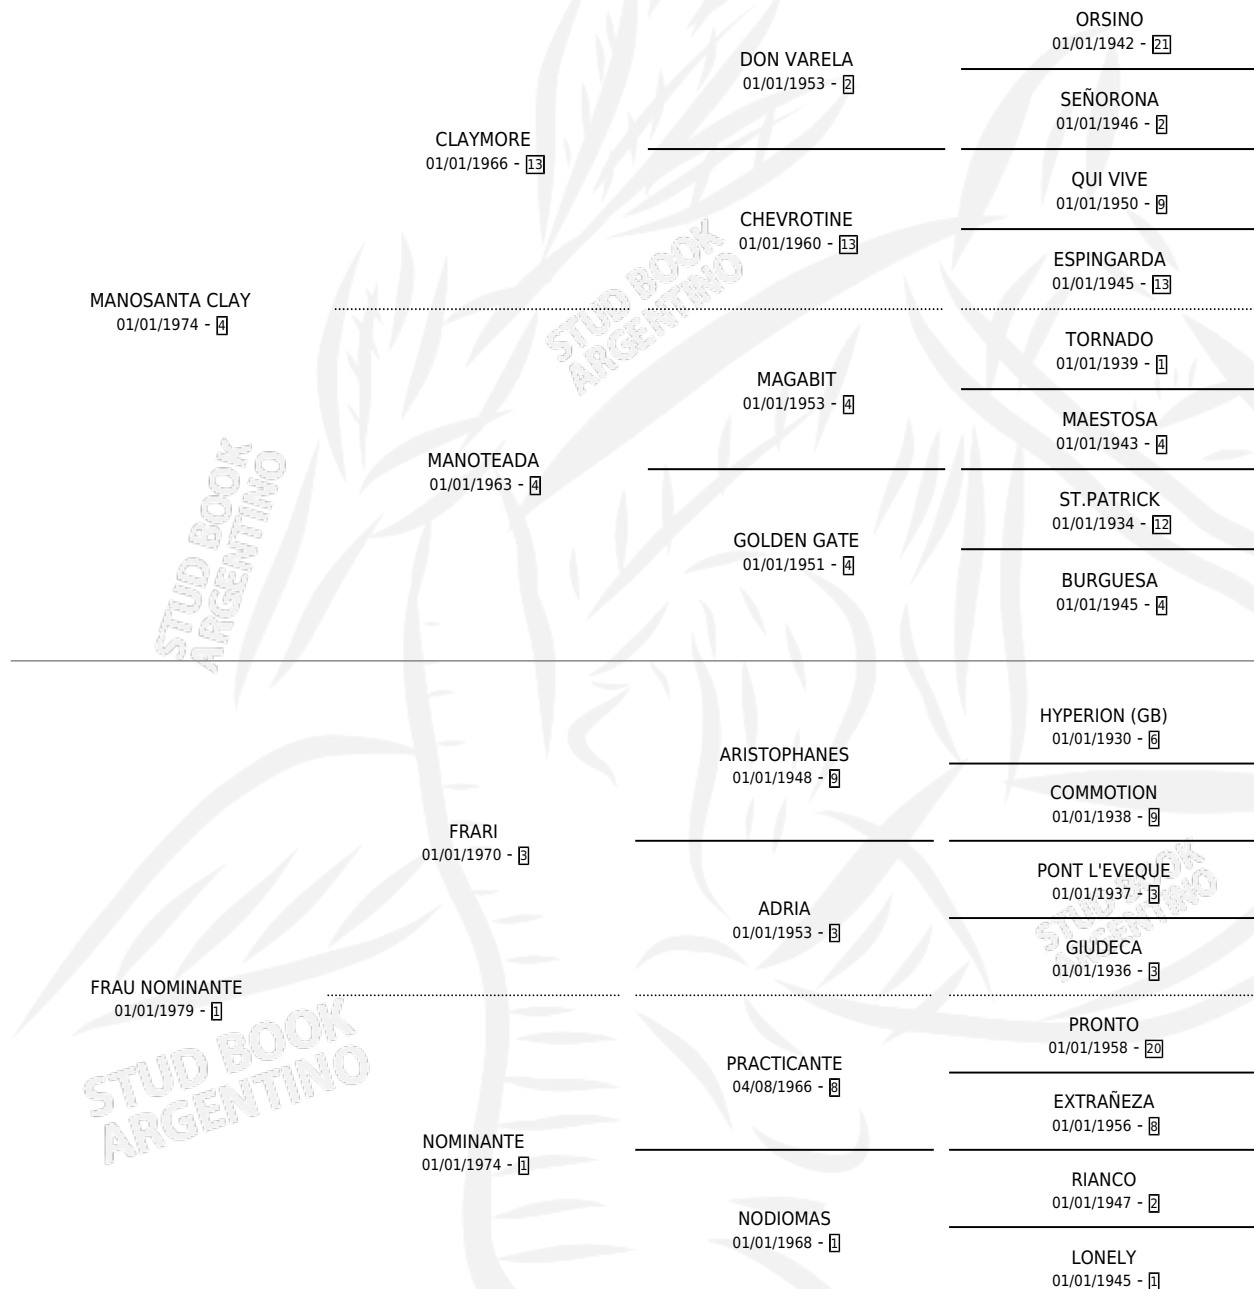 MANOSANTA CLAY
01/01/1974 - 4
CLAYMORE
01/01/1966 - 13
MANOTEADA
01/01/1963 - 4
DON VARELA
01/01/1953 - 2
CHEVROTINE
01/01/1960 - 13
MAGABIT
01/01/1953 - 4
GOLDEN GATE
01/01/1951 - 4
ORSINO
01/01/1942 - 21
SEÑORONA
01/01/1946 - 2
QUI VIVE
01/01/1950 - 9
ESPINGARDA
01/01/1945 - 13
TORNADO
01/01/1939 - 1
MAESTOSA
01/01/1943 - 4
ST.PATRICK
01/01/1934 - 12
BURGUESA
01/01/1945 - 4
FRAU NOMINANTE
01/01/1979 - 1
FRARI
01/01/1970 - 3
NOMINANTE
01/01/1974 - 1
ARISTOPHANES
01/01/1948 - 9
ADRIA
01/01/1953 - 3
PRACTICANTE
04/08/1966 - 8
NODIOMAS
01/01/1968 - 1
HYPERION (GB)
01/01/1930 - 6
COMMOTION
01/01/1938 - 9
PONT L'EVEQUE
01/01/1937 - 3
GIUDECA
01/01/1936 - 3
PRONTO
01/01/1958 - 20
EXTRAÑEZA
01/01/1956 - 8
RIANCO
01/01/1947 - 2
LONELY
01/01/1945 - 1
STUD BOOK
ARGENTINO
STUD BOOK
ARGENTINO
STUD BOOK
ARGENTINO
STUD BOOK
ARGENTINO